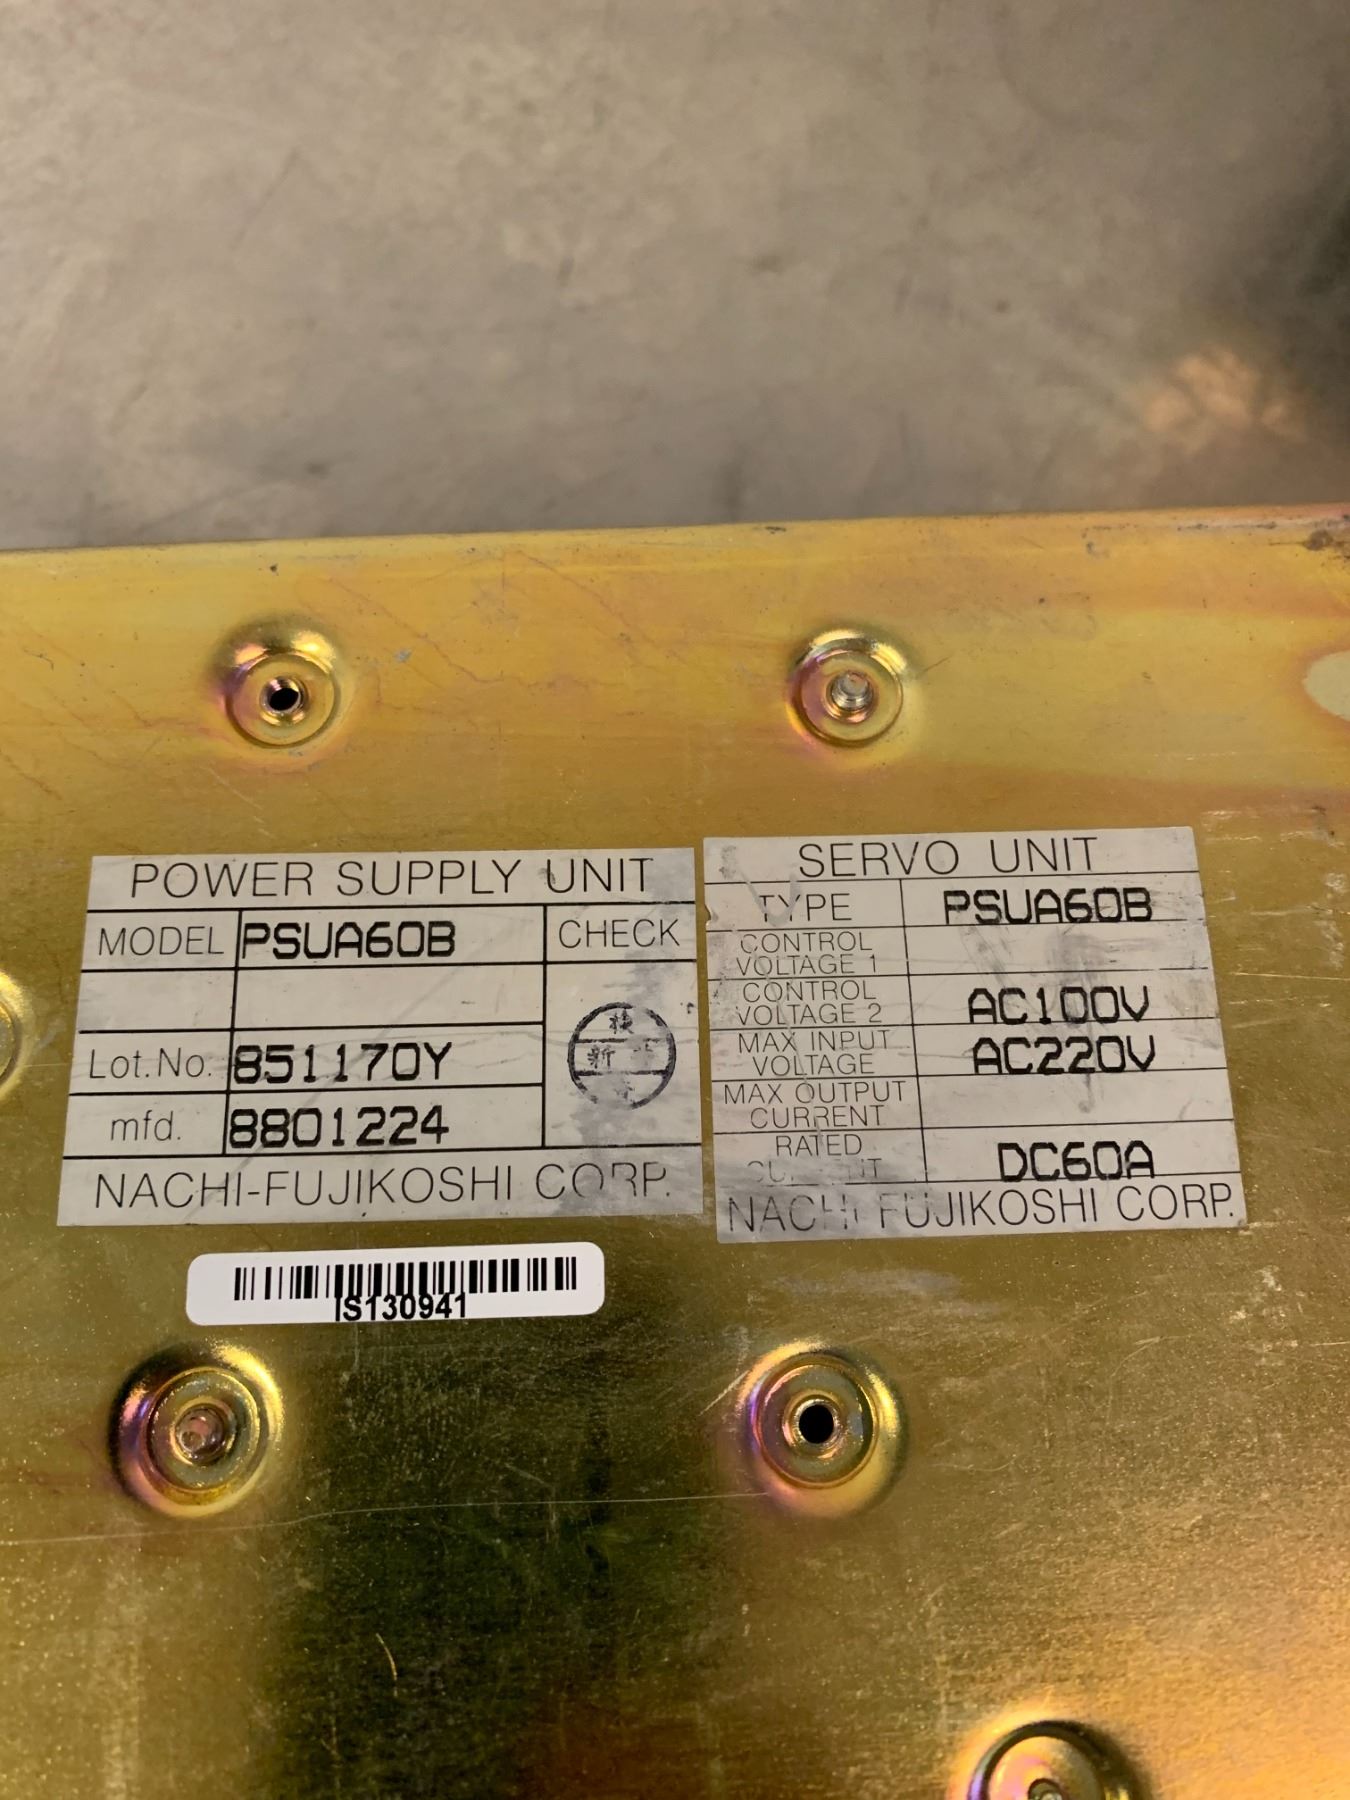 POWER SUPPLY UNIT
MODEL PSUA60B CHECK
Lot.No. 851170Y
mfd. 8801224
NACHI-FUJIKOSHI CORP.
SERVO UNIT
TYPE PSUA60B
CONTROL
VOLTAGE 1
CONTROL
VOLTAGE 2 AC100V
MAX INPUT
VOLTAGE AC220V
MAX OUTPUT
CURRENT
RATED
DC60A
NACHI-FUJIKOSHI CORP.
IS130941